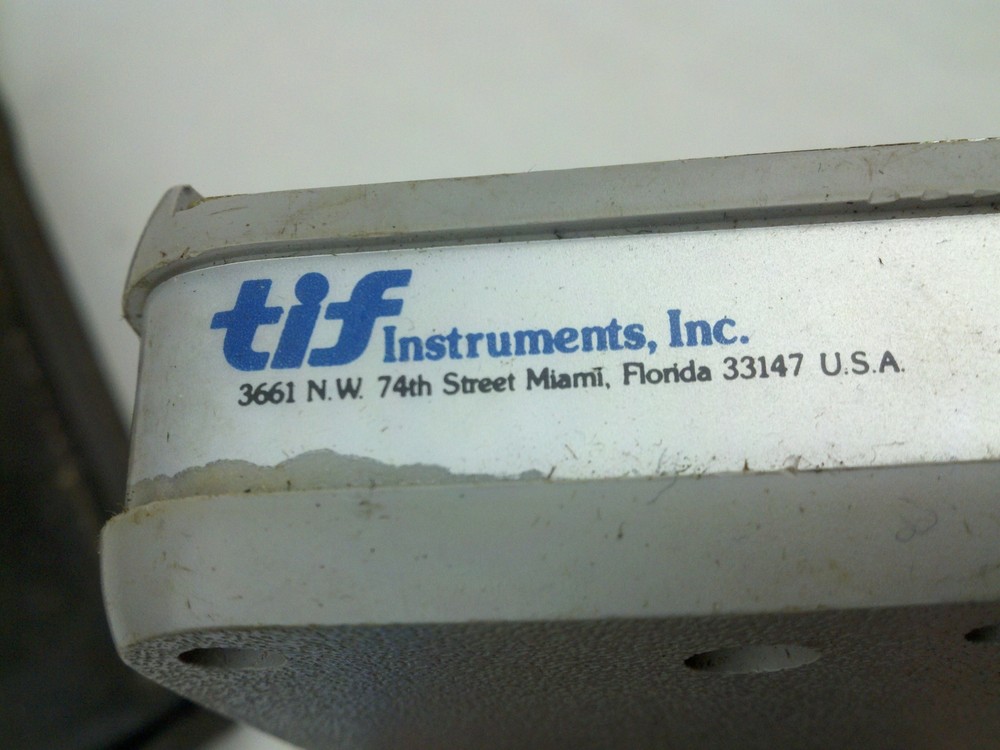 tif Instruments, Inc.
3661 N.W. 74th Street Miami, Florida 33147 U.S.A.